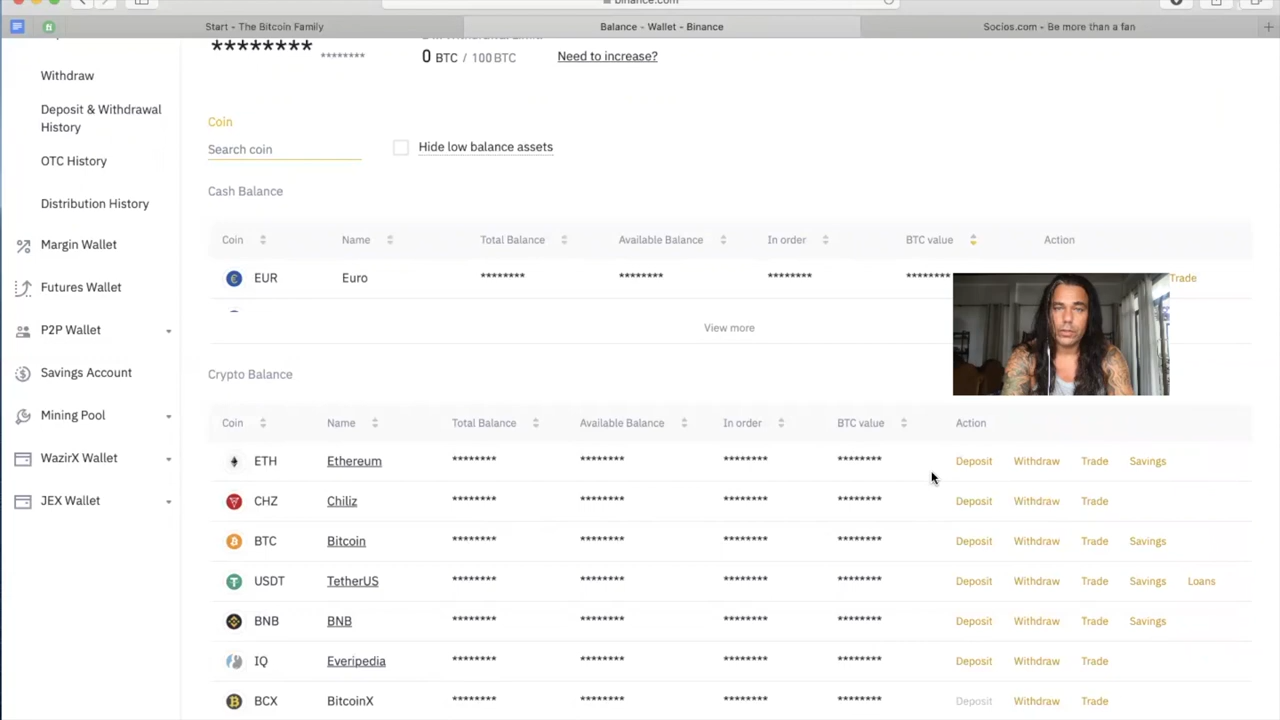 binance.com
Start - The Bitcoin Family
Balance - Wallet - Binance
Socios.com - Be more than a fan
******** ********
0 BTC / 100 BTC
Need to increase?
Withdraw
Deposit & Withdrawal
History
OTC History
Distribution History
Margin Wallet
Futures Wallet
P2P Wallet
Savings Account
Mining Pool
WazirX Wallet
JEX Wallet
Coin
Search coin
Hide low balance assets
Cash Balance
Coin Name Total Balance Available Balance In order BTC value Action
EUR Euro ******** ******** ******** ******** Trade
View more
Crypto Balance
Coin Name Total Balance Available Balance In order BTC value Action
ETH Ethereum ******** ******** ******** ******** Deposit Withdraw Trade Savings
CHZ Chiliz ******** ******** ******** ******** Deposit Withdraw Trade
BTC Bitcoin ******** ******** ******** ******** Deposit Withdraw Trade Savings
USDT TetherUS ******** ******** ******** ******** Deposit Withdraw Trade Savings Loans
BNB BNB ******** ******** ******** ******** Deposit Withdraw Trade Savings
IQ Everipedia ******** ******** ******** ******** Deposit Withdraw Trade
BCX BitcoinX ******** ******** ******** ******** Deposit Withdraw Trade